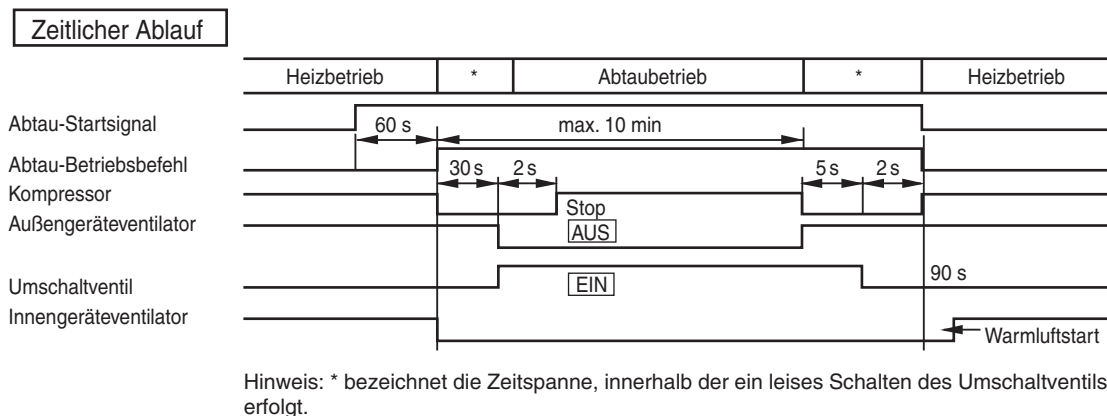 Zeitlicher Ablauf
Heizbetrieb * Abtaubetrieb * Heizbetrieb
Abtau-Startsignal
60 s max. 10 min
Abtau-Betriebsbefehl
30 s 2 s 5 s 2 s
Kompressor
Stop
Außengeräteventilator
AUS
Umschaltventil
EIN
90 s
Innengeräteventilator
Warmluftstart
Hinweis: * bezeichnet die Zeitspanne, innerhalb der ein leises Schalten des Umschaltventils
erfolgt.